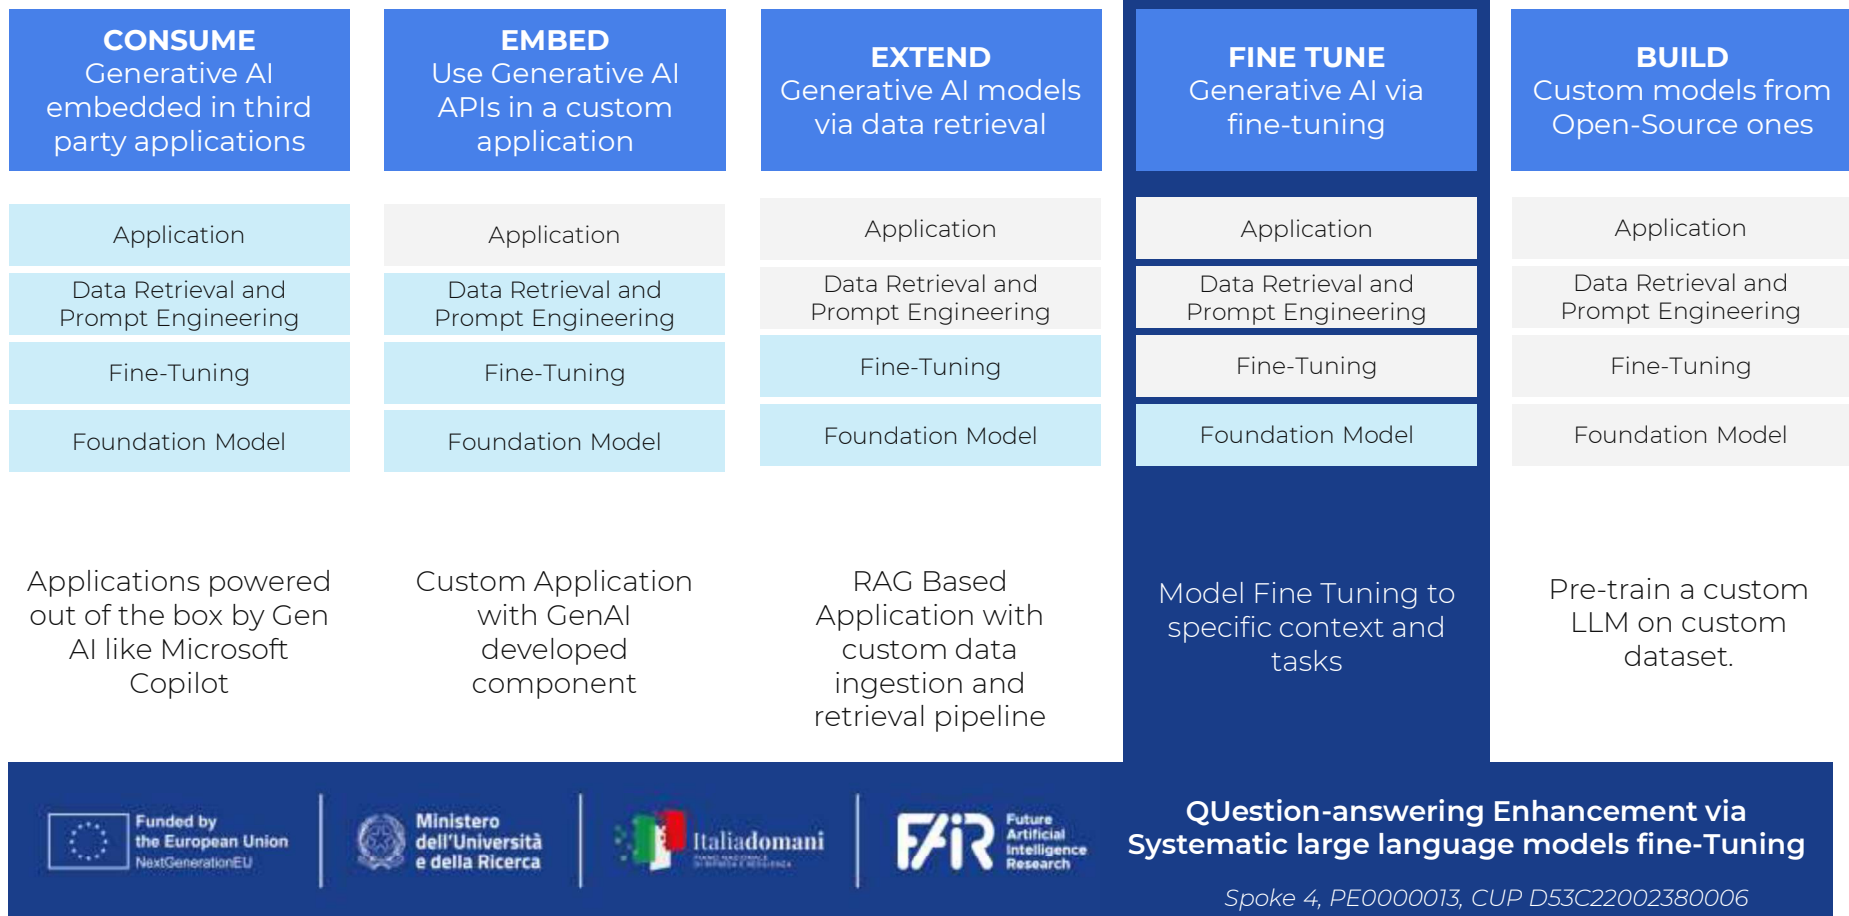 CONSUME
Generative AI
embedded in third
party applications
Application
Data Retrieval and
Prompt Engineering
Fine-Tuning
Foundation Model
Applications powered
out of the box by Gen
AI like Microsoft
Copilot
EMBED
Use Generative AI
APIs in a custom
application
Application
Data Retrieval and
Prompt Engineering
Fine-Tuning
Foundation Model
Custom Application
with GenAI
developed
component
EXTEND
Generative AI models
via data retrieval
Application
Data Retrieval and
Prompt Engineering
Fine-Tuning
Foundation Model
RAG Based
Application with
custom data
ingestion and
retrieval pipeline
FINE TUNE
Generative AI via
fine-tuning
Application
Data Retrieval and
Prompt Engineering
Fine-Tuning
Foundation Model
Model Fine Tuning to
specific context and
tasks
BUILD
Custom models from
Open-Source ones
Application
Data Retrieval and
Prompt Engineering
Fine-Tuning
Foundation Model
Pre-train a custom
LLM on custom
dataset.
Funded by
the European Union
NextGenerationEU
Ministero
dell'Università
e della Ricerca
Italiadomani
FAIR
Future
Artificial
Intelligence
Research
QUestion-answering Enhancement via
Systematic large language models fine-Tuning
Spoke 4, PE0000013, CUP D53C22002380006